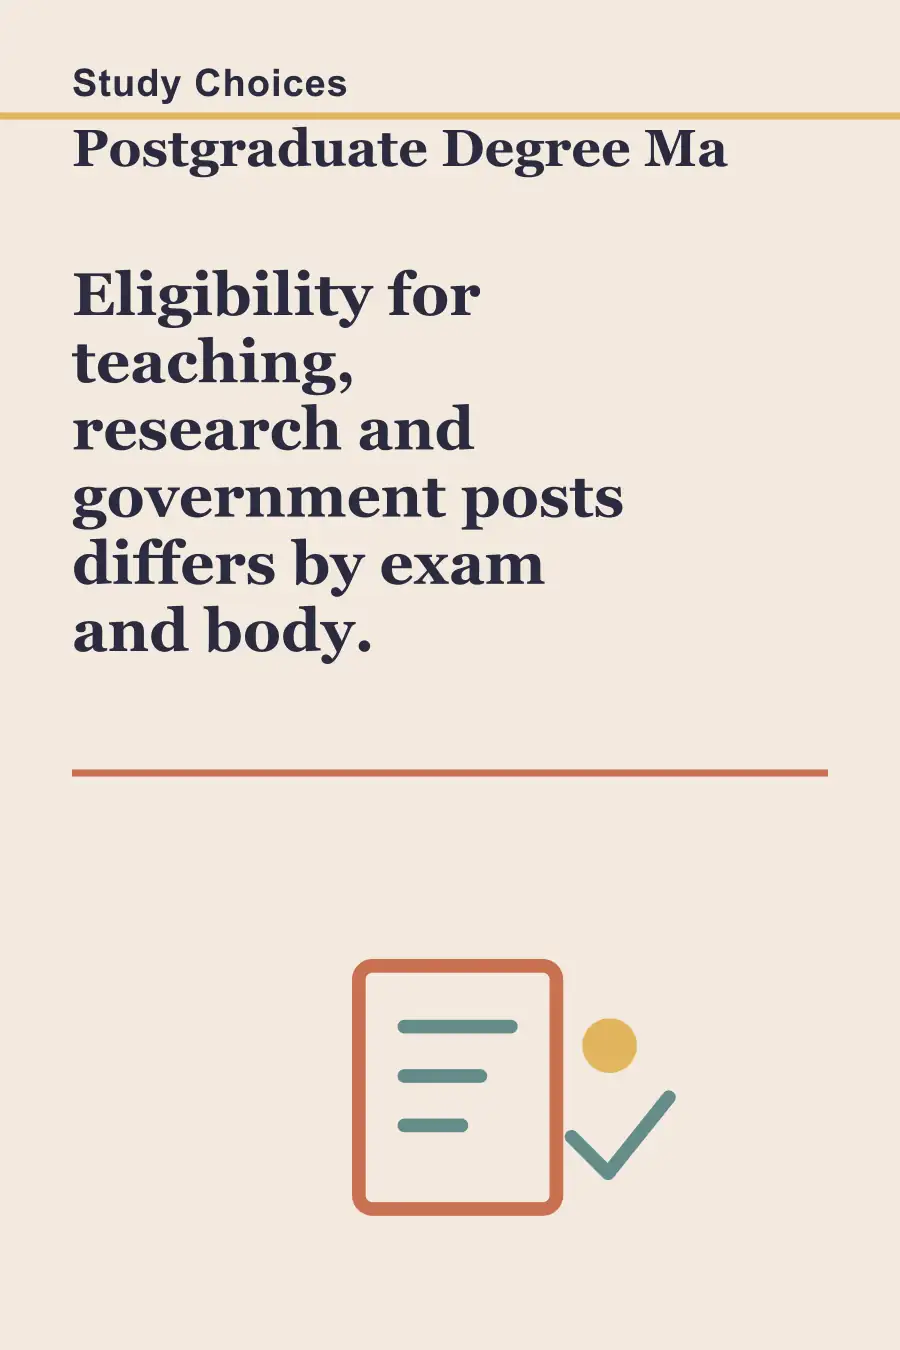 Study Choices
Postgraduate Degree Ma
Eligibility for
teaching,
research and
government posts
differs by exam
and body.